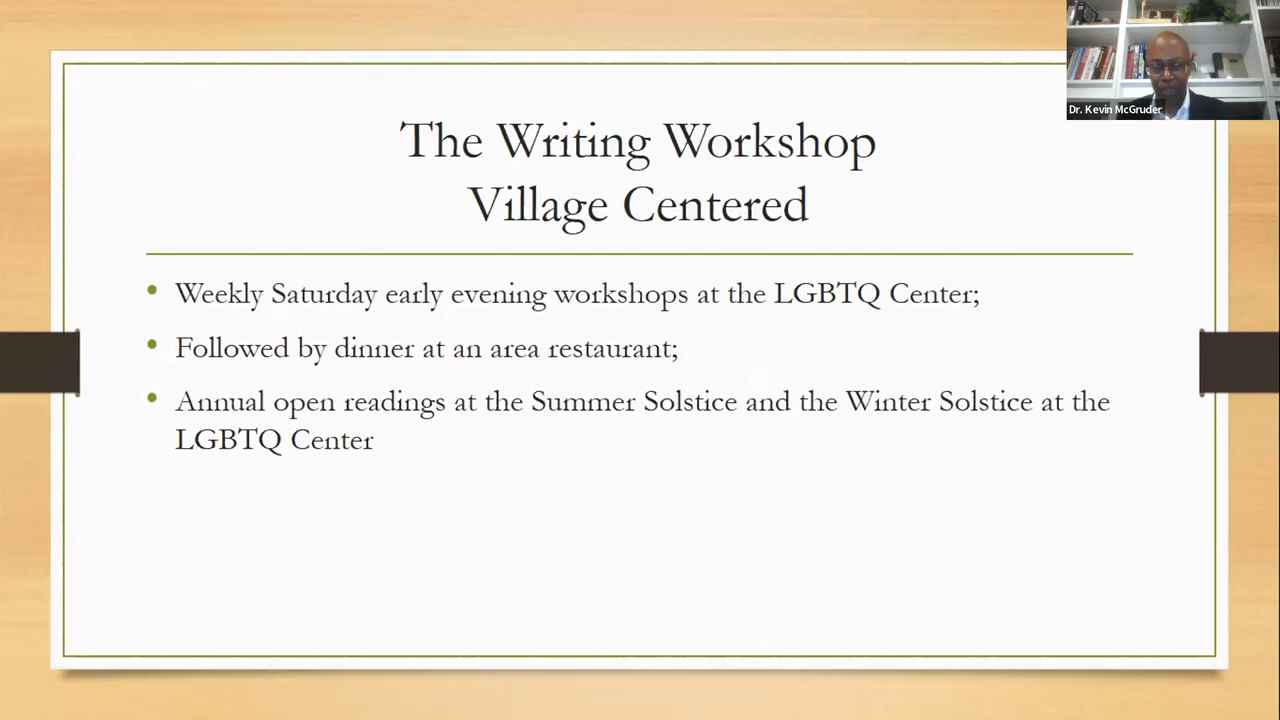 Dr. Kevin McGruder
The Writing Workshop
Village Centered
• Weekly Saturday early evening workshops at the LGBTQ Center;
• Followed by dinner at an area restaurant;
• Annual open readings at the Summer Solstice and the Winter Solstice at the
LGBTQ Center